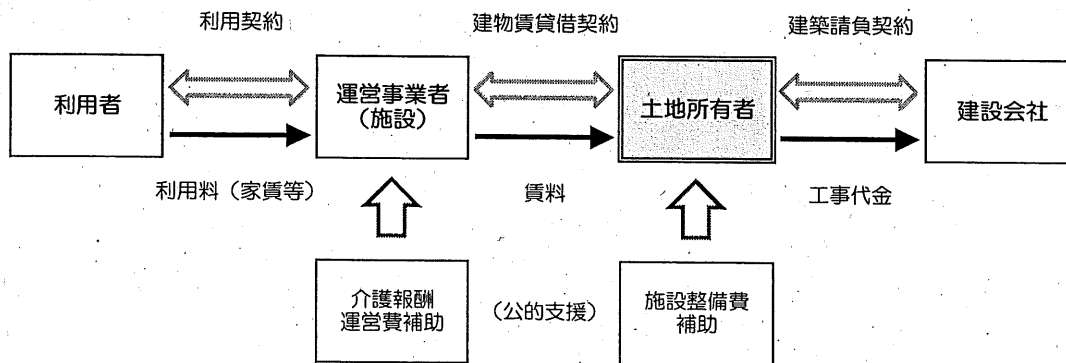 利用契約
建物賃貸借契約
建築請負契約
利用者
運営事業者
（施設）
土地所有者
建設会社
利用料（家賃等）
賃料
工事代金
介護報酬
運営費補助
（公的支援）
施設整備費
補助